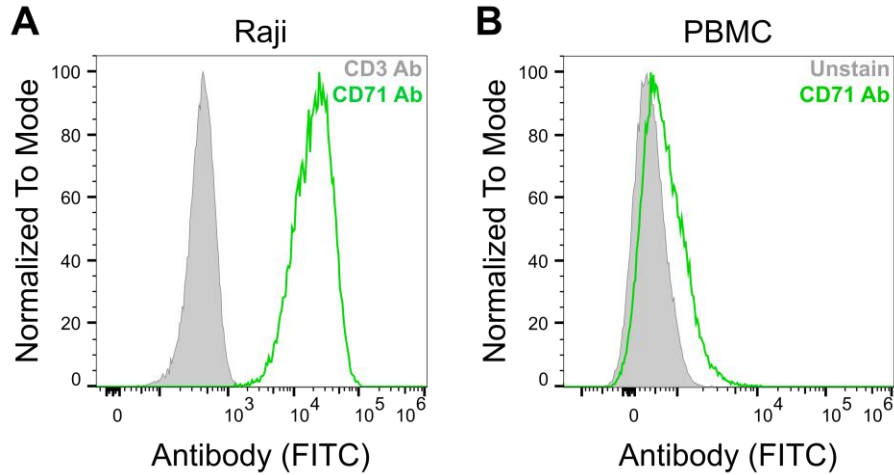 A
Raji
CD3 Ab
CD71 Ab
Normalized To Mode
100
80
60
40
20
0
0
10³
10⁴
10⁵
10⁶
Antibody (FITC)
B
PBMC
Unstain
CD71 Ab
Normalized To Mode
100
80
60
40
20
0
0
10⁴
10⁵
10⁶
Antibody (FITC)